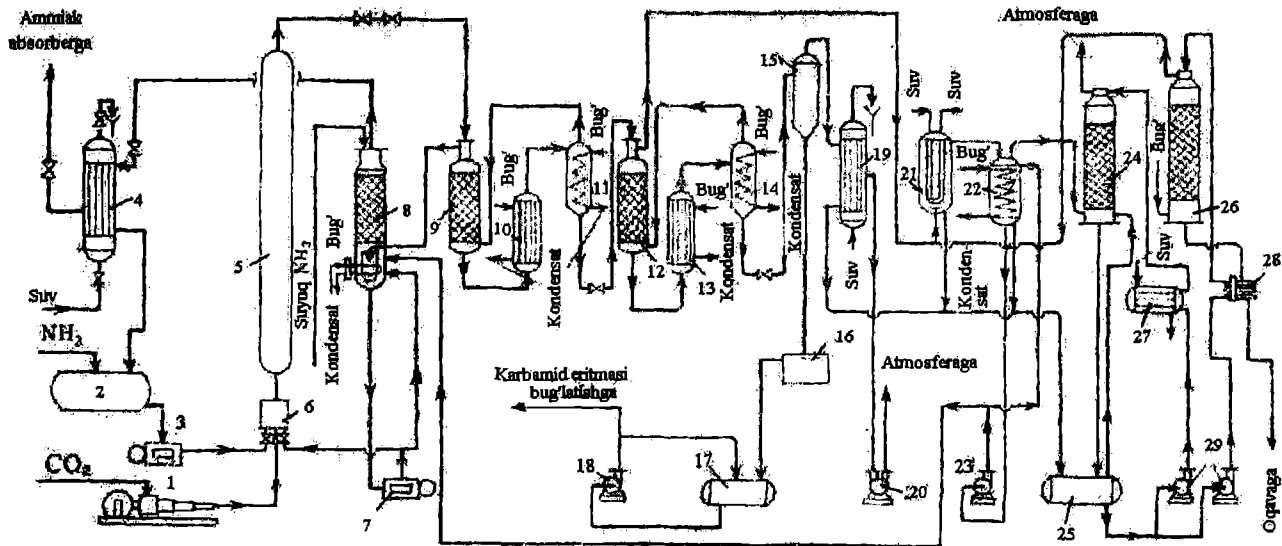 Ammiak
absorberga
Atmosferaga
Suv
Suv
15
Bug'
Bug'
Bug'
Bug'
Bug'
19
21
22
24
4
5
8
9
10
11
12
13
14
26
Suyuq NH3
Bug'
Kondensat
Kondensat
Kondensat
Kondensat
Suv
Konden-
sat
Suv
27
28
Suv
NH3
2
3
6
16
Karbamid eritmasi
bug'latishga
Atmosferaga
CO2
1
7
18
17
20
23
25
29
Oqavaga